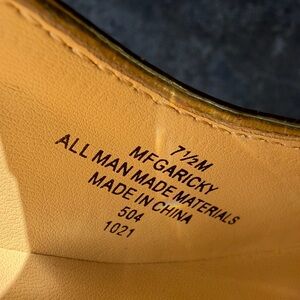 7½M
MFGARICKY
ALL MAN MADE MATERIALS
MADE IN CHINA
504
1021